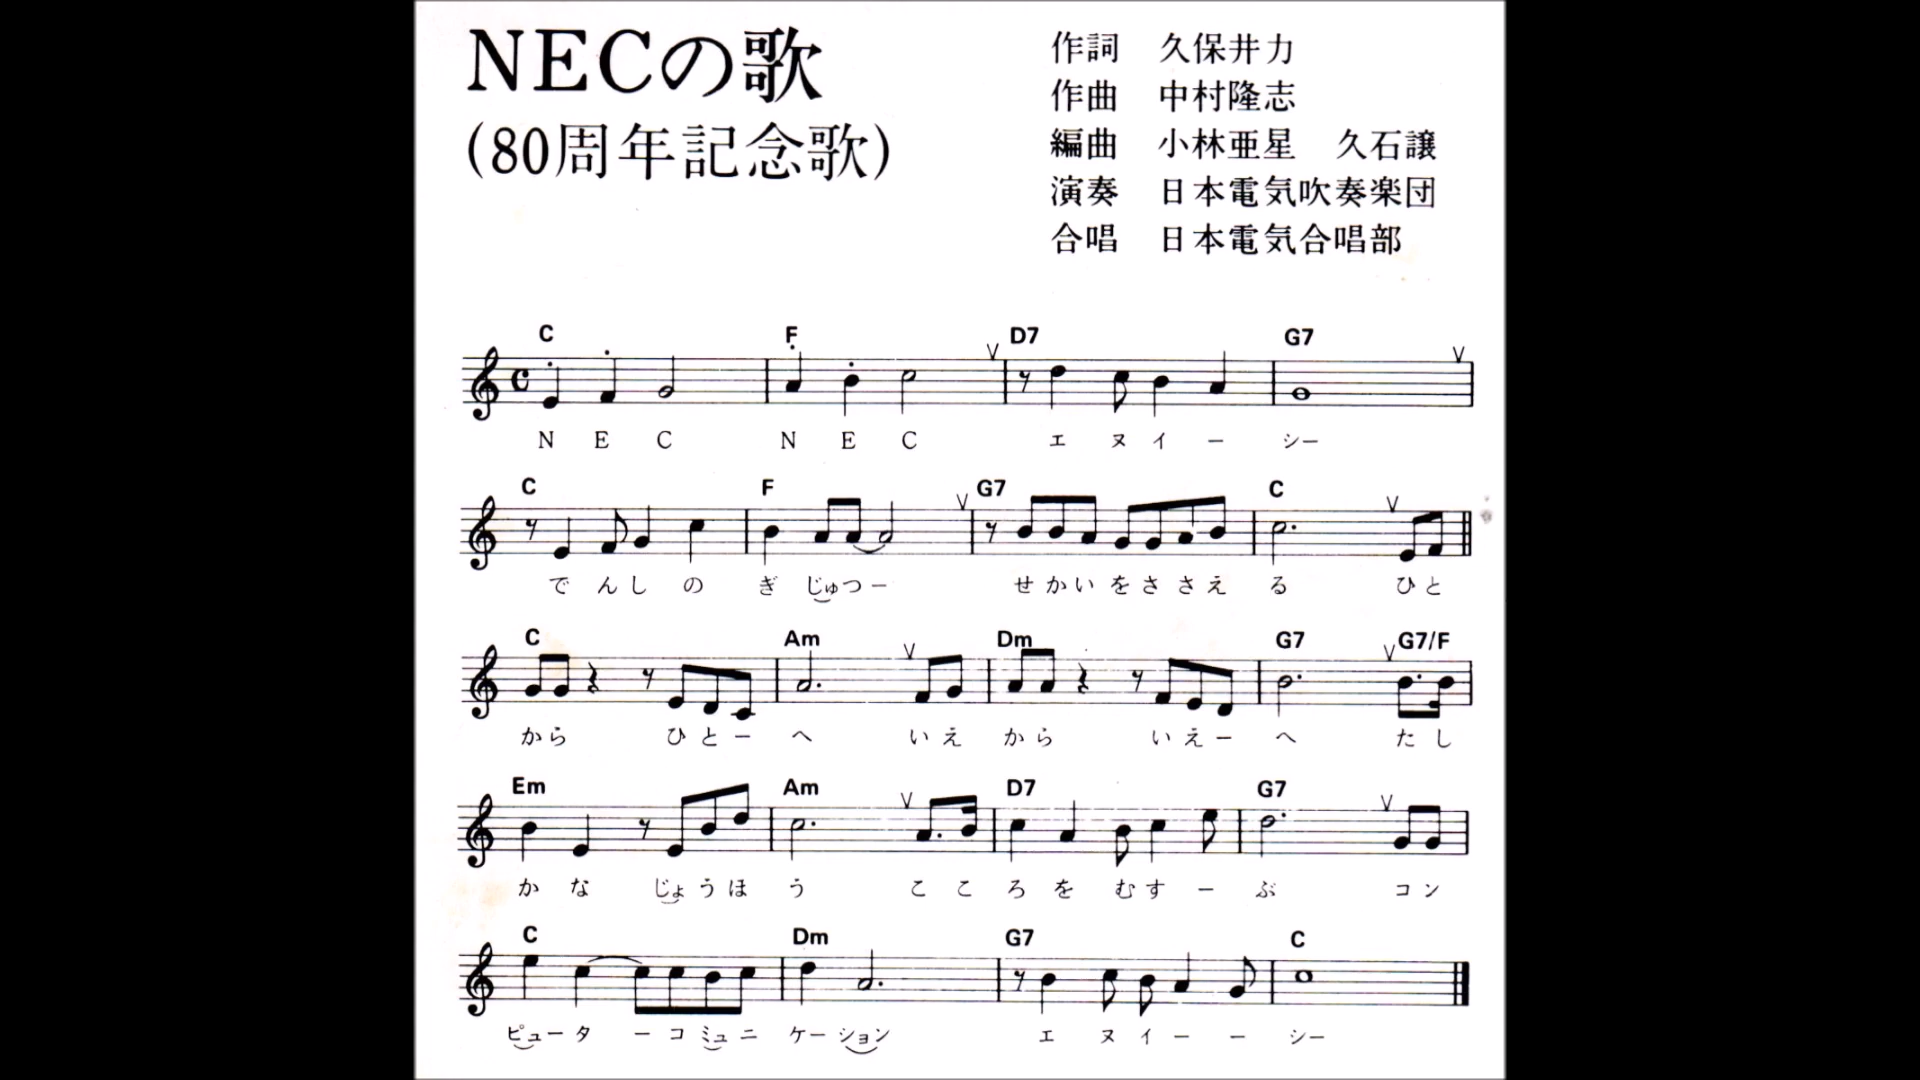 NECの歌
(80周年記念歌)
作詞 久保井力
作曲 中村隆志
編曲 小林亜星 久石譲
演奏 日本電気吹奏楽団
合唱 日本電気合唱部
C F D7 G7
N E C N E C エ ヌ イ ー シー
C F G7 C
で ん し の ぎ じゅつ ー せ か い を さ さ え る ひ と
C Am Dm G7 G7/F
か ら ひ と ー へ い え か ら い え ー へ た し
Em Am D7 G7
か な じょ う ほ う こ こ ろ を む す ー ぶ コ ン
C Dm G7 C
ピュー タ ー コ ミュ ニ ケー ション エ ヌ イ ー ー シー